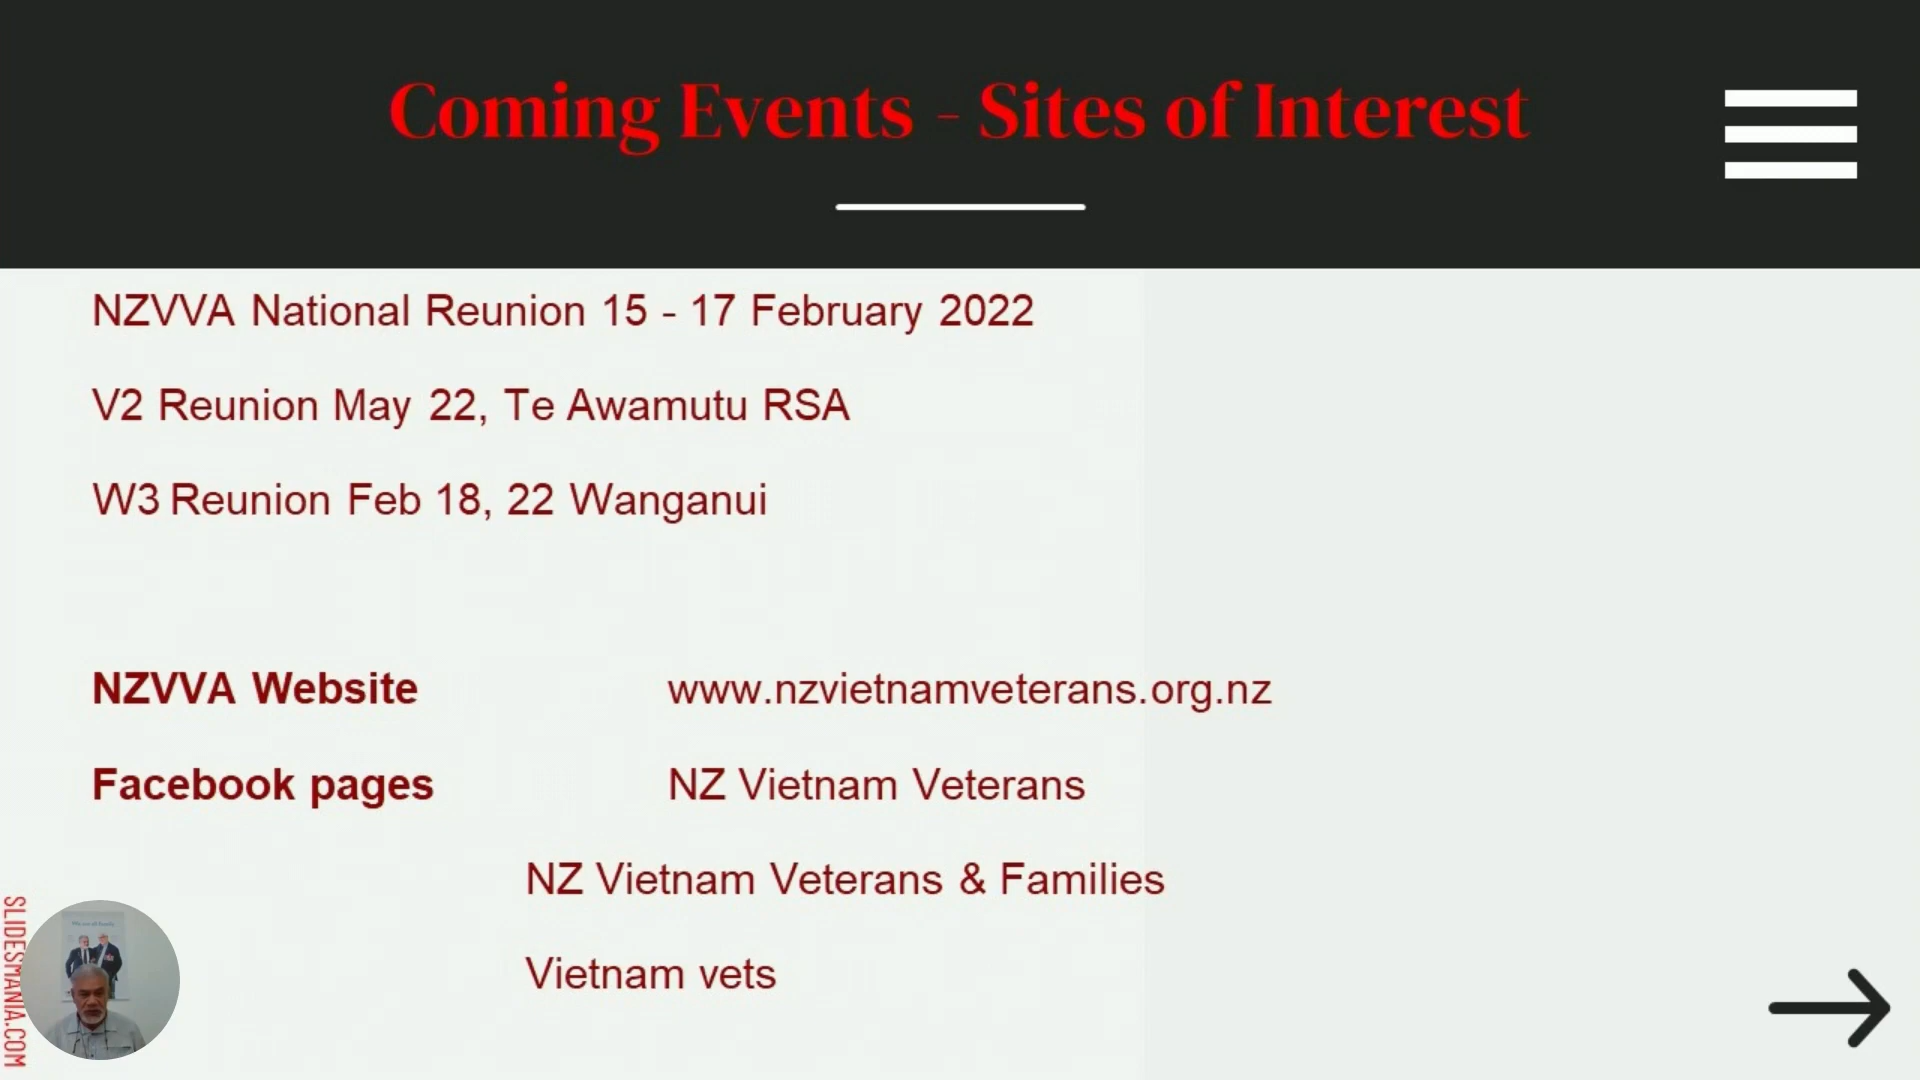 Coming Events - Sites of Interest
NZVVA National Reunion 15 - 17 February 2022
V2 Reunion May 22, Te Awamutu RSA
W3 Reunion Feb 18, 22 Wanganui
NZVVA Website www.nzvietnamveterans.org.nz
Facebook pages NZ Vietnam Veterans
NZ Vietnam Veterans & Families
Vietnam vets
SLIDESMANIA.COM